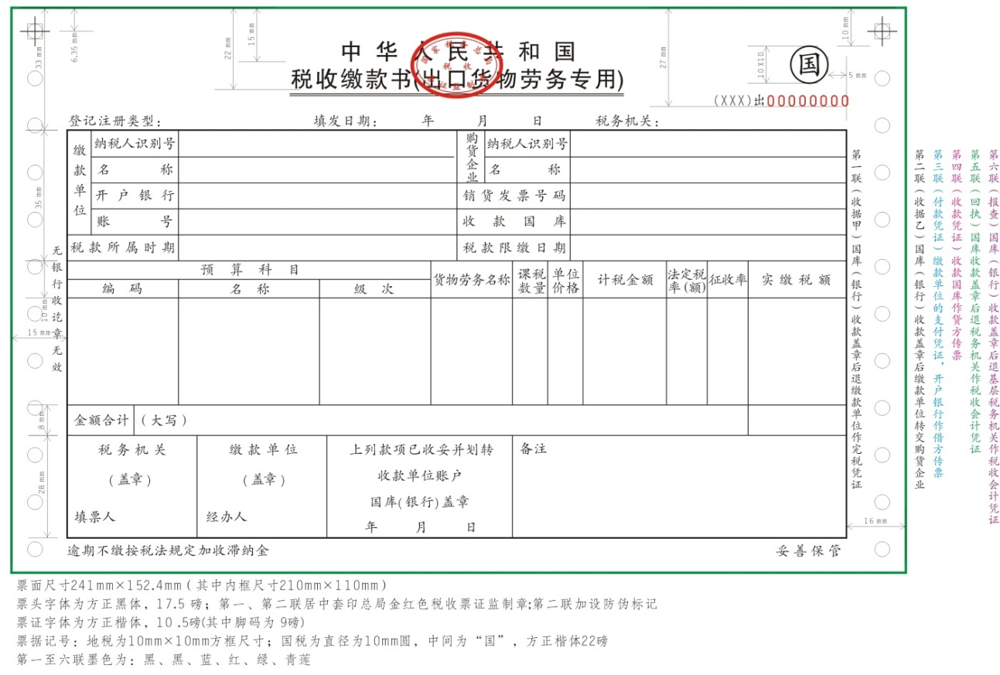 中华人民共和国
税收缴款书(出口货物劳务专用)
国家税务总局
税收
票证监制章
国
(XXX)出00000000
33 mm
6.35 mm
22 mm
15 mm
27 mm
10 mm
10 X10
5 mm
登记注册类型： 填发日期： 年 月 日 税务机关：
缴款单位
纳税人识别号
名称
开户银行
账号
购货企业
纳税人识别号
名称
销货发票号码
收款国库
税款所属时期 税款限缴日期
预算科目
编码 名称 级次
货物劳务名称
课税数量
单位价格
计税金额
法定税率(额)
征收率
实缴税额
金额合计 (大写)
税务机关
(盖章)
填票人
缴款单位
(盖章)
经办人
上列款项已收妥并划转
收款单位账户
国库(银行)盖章
年 月 日
备注
逾期不缴按税法规定加收滞纳金 妥善保管
无银行收讫章无效
35 mm
10 mm
15 mm
8 mm
28 mm
16 mm
第一联(收据甲)国库(银行)收款盖章后退缴款单位作完税凭证
第二联(收据乙)国库(银行)收款盖章后缴款单位转交购货企业
第三联(付款凭证)缴款单位的支付凭证，开户银行作借方传票
第四联(收款凭证)收款国库作贷方传票
第五联(回执)国库收款盖章后退税务机关作税收会计凭证
第六联(报查)国库(银行)收款盖章后退基层税务机关作税收会计凭证
票面尺寸241mm×152.4mm(其中内框尺寸210mm×110mm)
票头字体为方正黑体，17.5 磅；第一、第二联居中套印总局金红色税收票证监制章;第二联加设防伪标记
票证字体为方正楷体，10 .5磅(其中脚码为 9磅)
票据记号：地税为10mm×10mm方框尺寸；国税为直径为10mm圆，中间为“国”，方正楷体22磅
第一至六联墨色为：黑、黑、蓝、红、绿、青莲